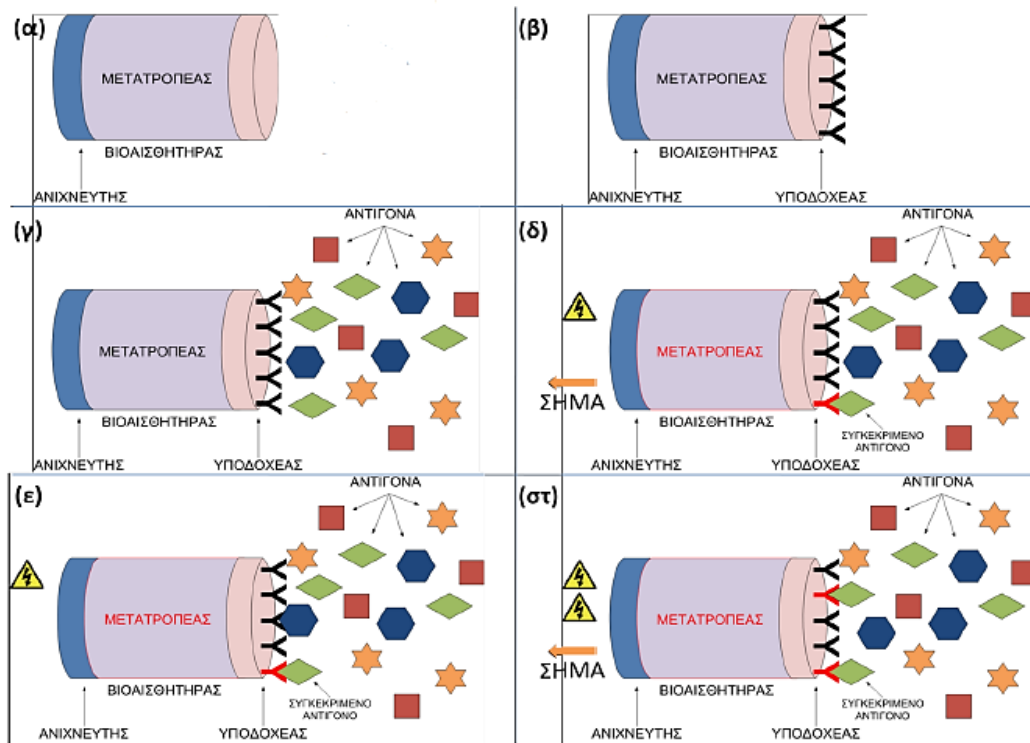 (α)
ΜΕΤΑΤΡΟΠΕΑΣ
ΒΙΟΑΙΣΘΗΤΗΡΑΣ
ΑΝΙΧΝΕΥΤΗΣ
(β)
ΜΕΤΑΤΡΟΠΕΑΣ
ΒΙΟΑΙΣΘΗΤΗΡΑΣ
ΑΝΙΧΝΕΥΤΗΣ
ΥΠΟΔΟΧΕΑΣ
(γ)
ΑΝΤΙΓΟΝΑ
ΜΕΤΑΤΡΟΠΕΑΣ
ΒΙΟΑΙΣΘΗΤΗΡΑΣ
ΑΝΙΧΝΕΥΤΗΣ
ΥΠΟΔΟΧΕΑΣ
(δ)
ΑΝΤΙΓΟΝΑ
ΜΕΤΑΤΡΟΠΕΑΣ
ΣΗΜΑ
ΒΙΟΑΙΣΘΗΤΗΡΑΣ
ΣΥΓΚΕΚΡΙΜΕΝΟ
ΑΝΤΙΓΟΝΟ
ΑΝΙΧΝΕΥΤΗΣ
ΥΠΟΔΟΧΕΑΣ
(ε)
ΑΝΤΙΓΟΝΑ
ΜΕΤΑΤΡΟΠΕΑΣ
ΒΙΟΑΙΣΘΗΤΗΡΑΣ
ΣΥΓΚΕΚΡΙΜΕΝΟ
ΑΝΤΙΓΟΝΟ
ΑΝΙΧΝΕΥΤΗΣ
ΥΠΟΔΟΧΕΑΣ
(στ)
ΑΝΤΙΓΟΝΑ
ΜΕΤΑΤΡΟΠΕΑΣ
ΣΗΜΑ
ΒΙΟΑΙΣΘΗΤΗΡΑΣ
ΣΥΓΚΕΚΡΙΜΕΝΟ
ΑΝΤΙΓΟΝΟ
ΑΝΙΧΝΕΥΤΗΣ
ΥΠΟΔΟΧΕΑΣ